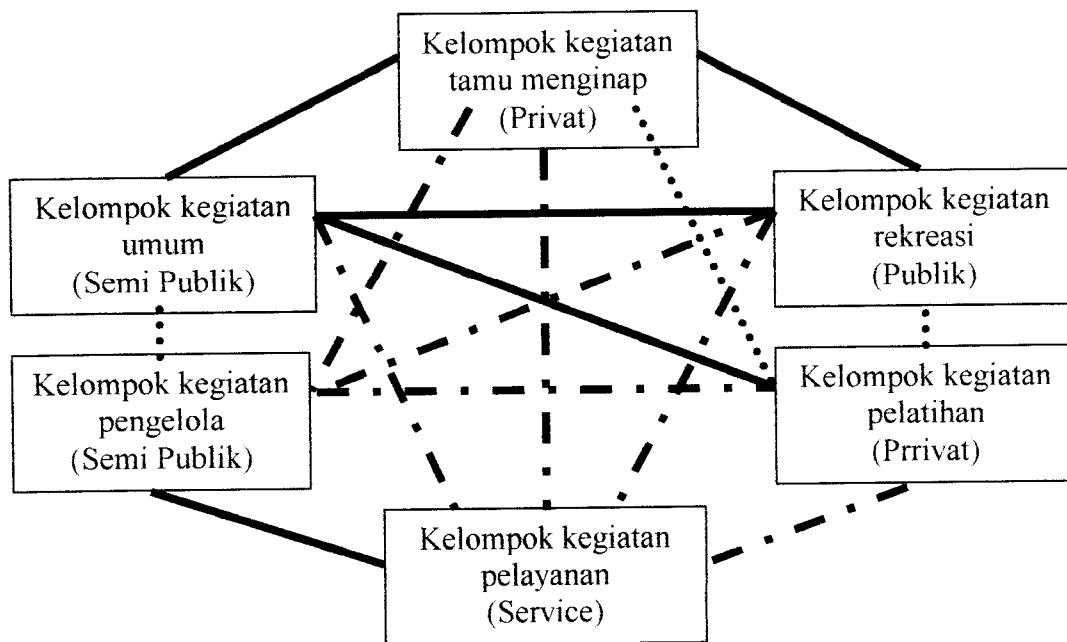 Kelompok kegiatan
tamu menginap
(Privat)
Kelompok kegiatan
umum
(Semi Publik)
Kelompok kegiatan
rekreasi
(Publik)
Kelompok kegiatan
pengelola
(Semi Publik)
Kelompok kegiatan
pelatihan
(Prrivat)
Kelompok kegiatan
pelayanan
(Service)